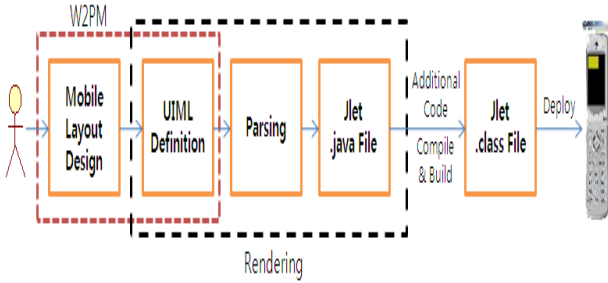 W2PM
Mobile
Layout
Design
UIML
Definition
Parsing
Jlet
.java File
Additional
Code
Compile
& Build
Jlet
.class File
Deploy
Rendering